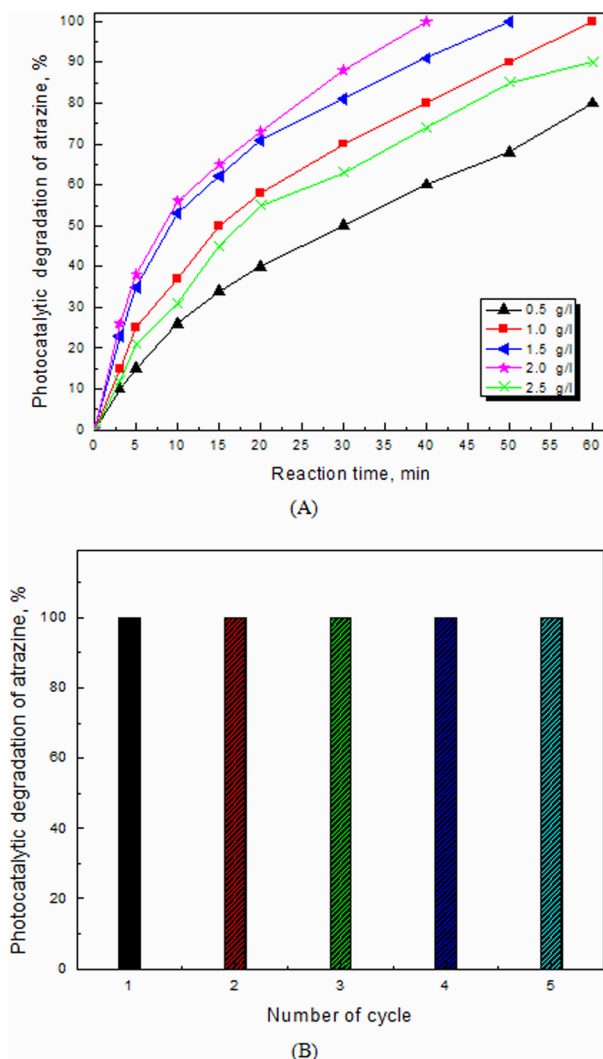 Photocatalytic degradation of atrazine, %
100
90
80
70
60
50
40
30
20
10
0
0 5 10 15 20 25 30 35 40 45 50 55 60
0.5 g/l
1.0 g/l
1.5 g/l
2.0 g/l
2.5 g/l
Reaction time, min
(A)
Photocatalytic degradation of atrazine, %
100
80
60
40
20
0
1 2 3 4 5
Number of cycle
(B)